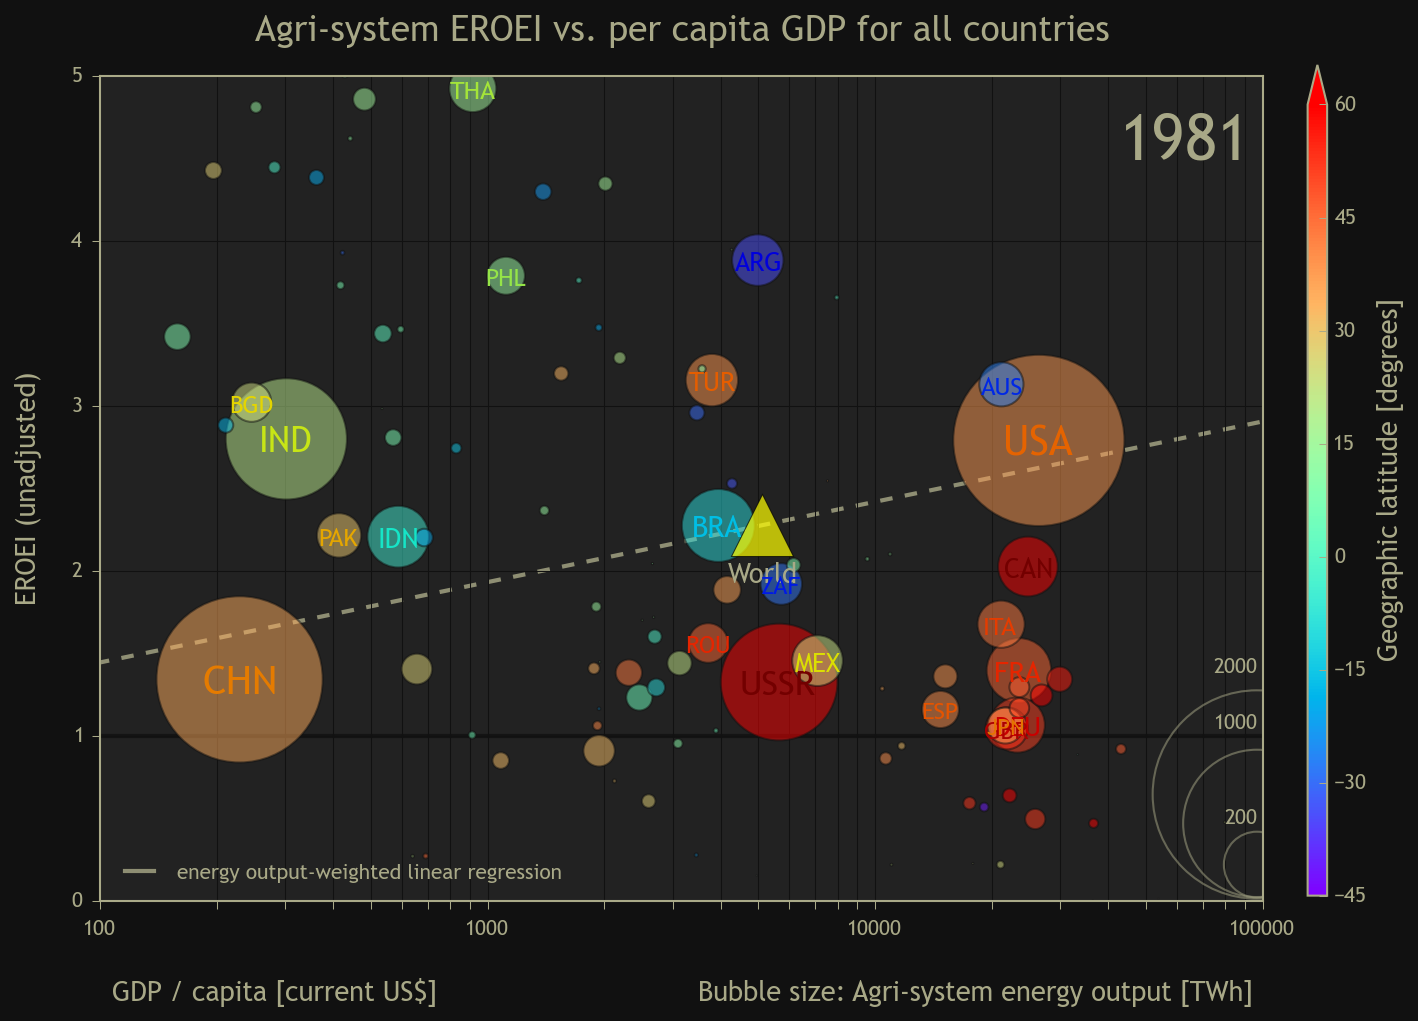 Agri-system EROEI vs. per capita GDP for all countries
1981
EROEI (unadjusted)
5
4
3
2
1
0
THA
PHL
ARG
TUR
AUS
BGD
IND
USA
PAK
IDN
BRA
World
ZAF
CAN
ITA
ROU
MEX
FRA
CHN
USSR
ESP
DEU
GBR
2000
1000
200
energy output-weighted linear regression
100
1000
10000
100000
GDP / capita [current US$]
Bubble size: Agri-system energy output [TWh]
60
45
30
15
0
−15
−30
−45
Geographic latitude [degrees]